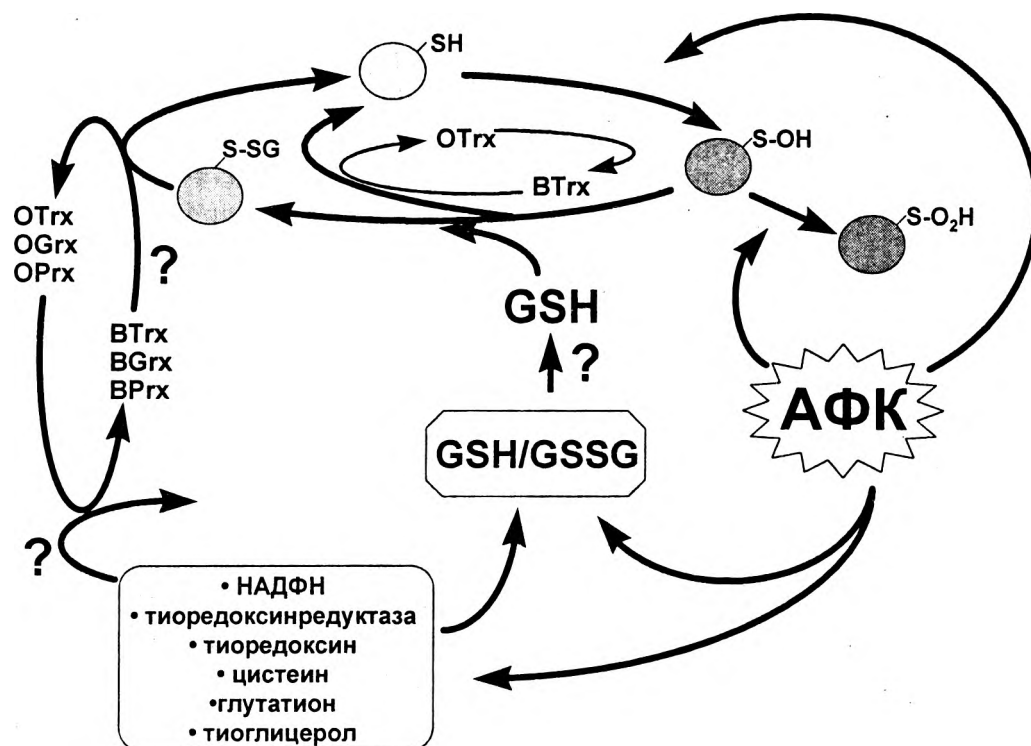 SH
S-SG
OTrx
BTrx
S-OH
S-O₂H
OTrx
OGrx
OPrx
?
BTrx
BGrx
BPrx
GSH
?
АФК
GSH/GSSG
?
• НАДФН
• тиоредоксинредуктаза
• тиоредоксин
• цистеин
•глутатион
• тиоглицерол